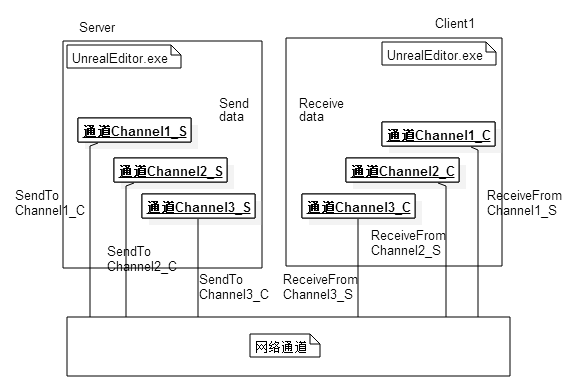 Server
Client1
UnrealEditor.exe
UnrealEditor.exe
Send
data
Receive
data
通道Channel1_S
通道Channel1_C
通道Channel2_S
通道Channel2_C
通道Channel3_S
通道Channel3_C
SendTo
Channel1_C
ReceiveFrom
Channel1_S
SendTo
Channel2_C
ReceiveFrom
Channel2_S
SendTo
Channel3_C
ReceiveFrom
Channel3_S
网络通道